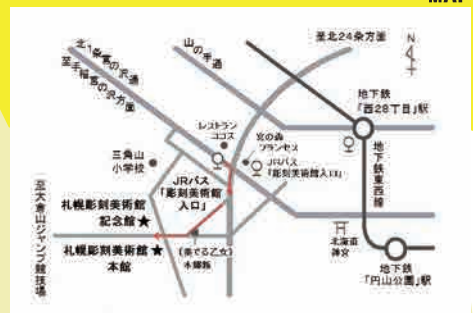 MAP
至北24条方面
N
北1条宮の沢通
至手稲宮の沢方面
山の手通
地下鉄
「西28丁目」駅
レストラン
ココス
宮の森
フランセス
三角山
小学校
JRバス
「彫刻美術館
入口」
JRバス
「彫刻美術館入口」
地下鉄東西線
札幌彫刻美術館
記念館★
至大倉山ジャンプ競技場
札幌彫刻美術館★
本館
《奏でる乙女》
北海道
神宮
地下鉄
「円山公園」駅